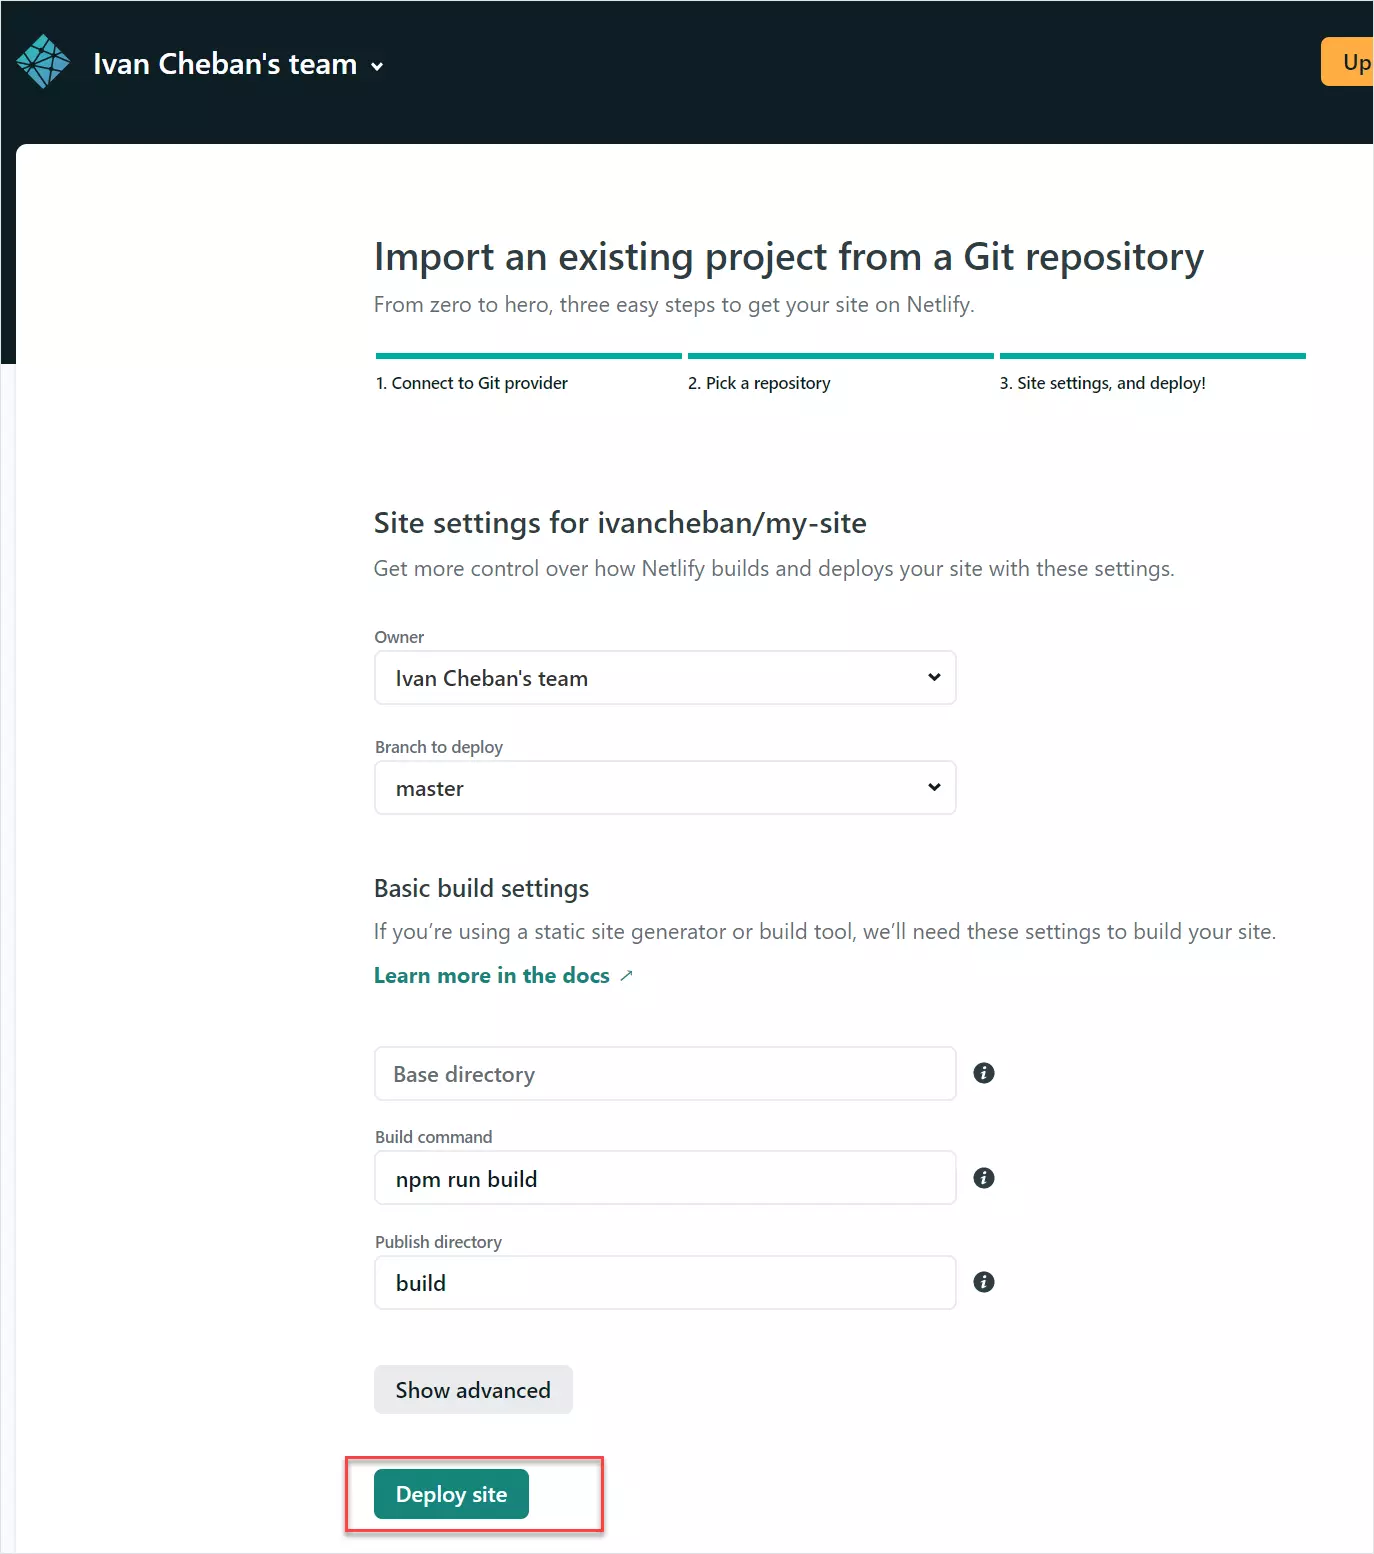 Ivan Cheban's team
Up
Import an existing project from a Git repository
From zero to hero, three easy steps to get your site on Netlify.
1. Connect to Git provider
2. Pick a repository
3. Site settings, and deploy!
Site settings for ivancheban/my-site
Get more control over how Netlify builds and deploys your site with these settings.
Owner
Ivan Cheban's team
Branch to deploy
master
Basic build settings
If you’re using a static site generator or build tool, we’ll need these settings to build your site.
Learn more in the docs ↗
Base directory
Build command
npm run build
Publish directory
build
Show advanced
Deploy site